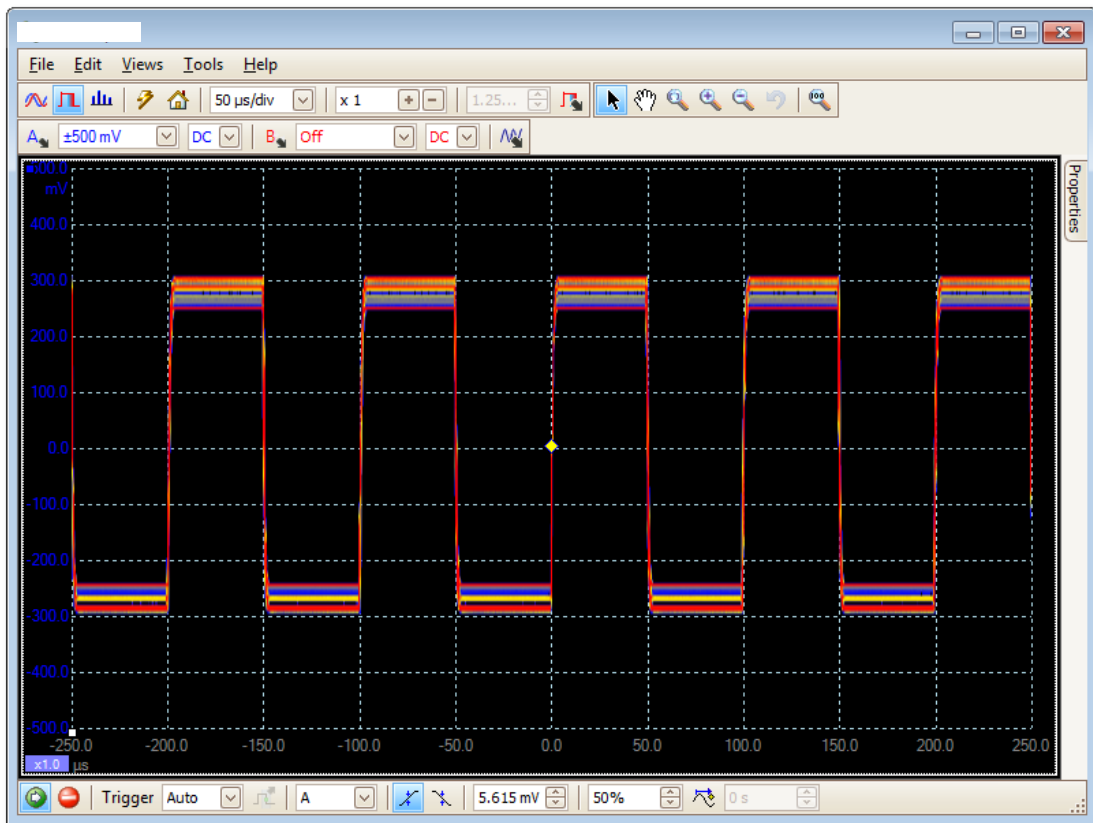 File Edit Views Tools Help
50 µs/div x 1 + − 1.25... 100
A ±500 mV DC B Off DC
Properties
500.0
mV
400.0
300.0
200.0
100.0
0.0
-100.0
-200.0
-300.0
-400.0
-500.0
-250.0 -200.0 -150.0 -100.0 -50.0 0.0 50.0 100.0 150.0 200.0 250.0
x1.0 µs
Trigger Auto A 5.615 mV 50% 0 s